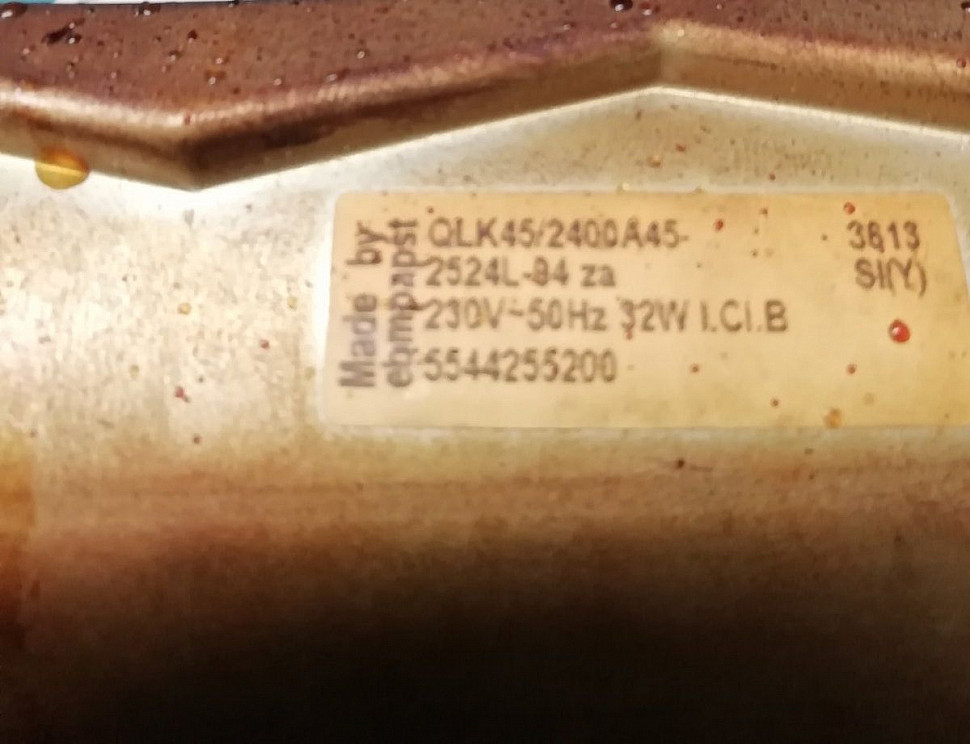 Made by
ebmpapst
QLK45/2400A45-
3613
2524L-94 za
SI(Y)
230V~50Hz 32W I.Cl.B
5544255200